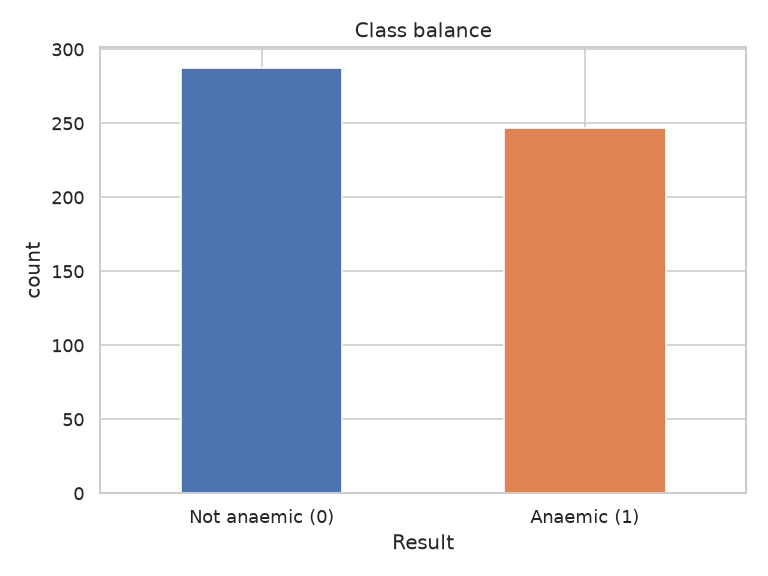 Class balance
300
250
200
150
100
50
0
count
Not anaemic (0)
Anaemic (1)
Result